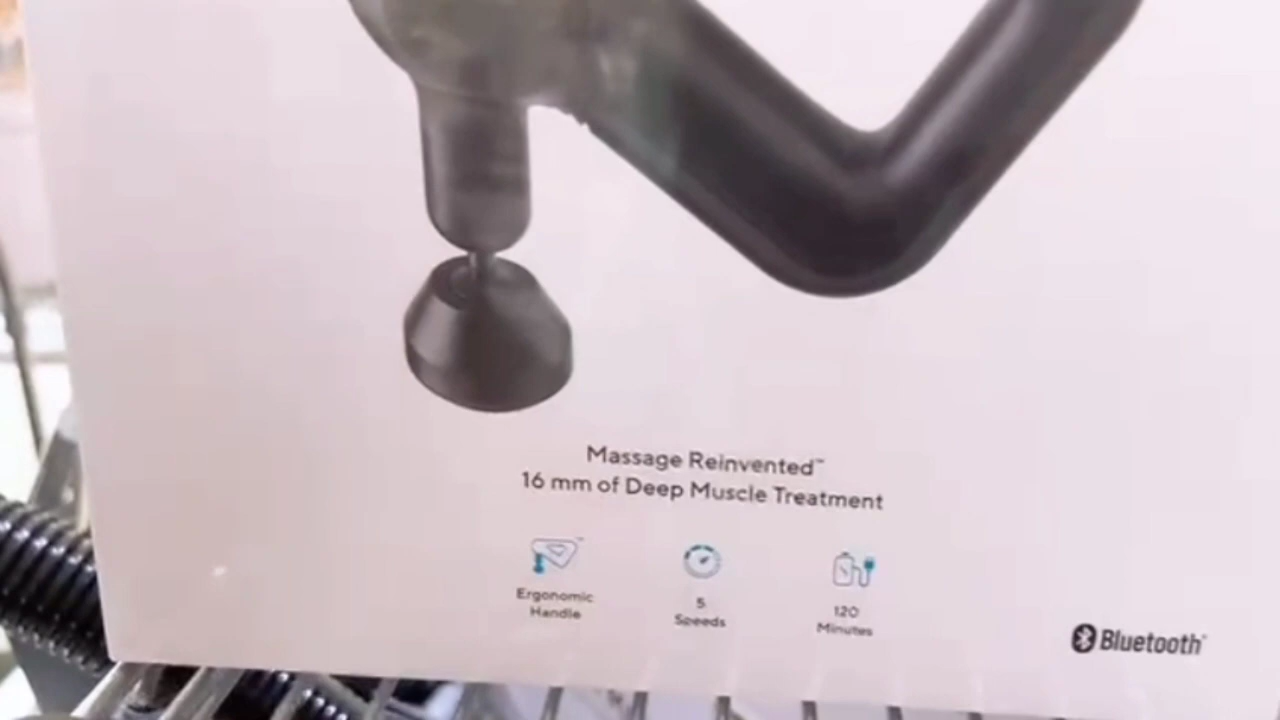 Massage Reinvented™
16 mm of Deep Muscle Treatment
Ergonomic
Handle
5
Speeds
120
Minutes
Bluetooth®